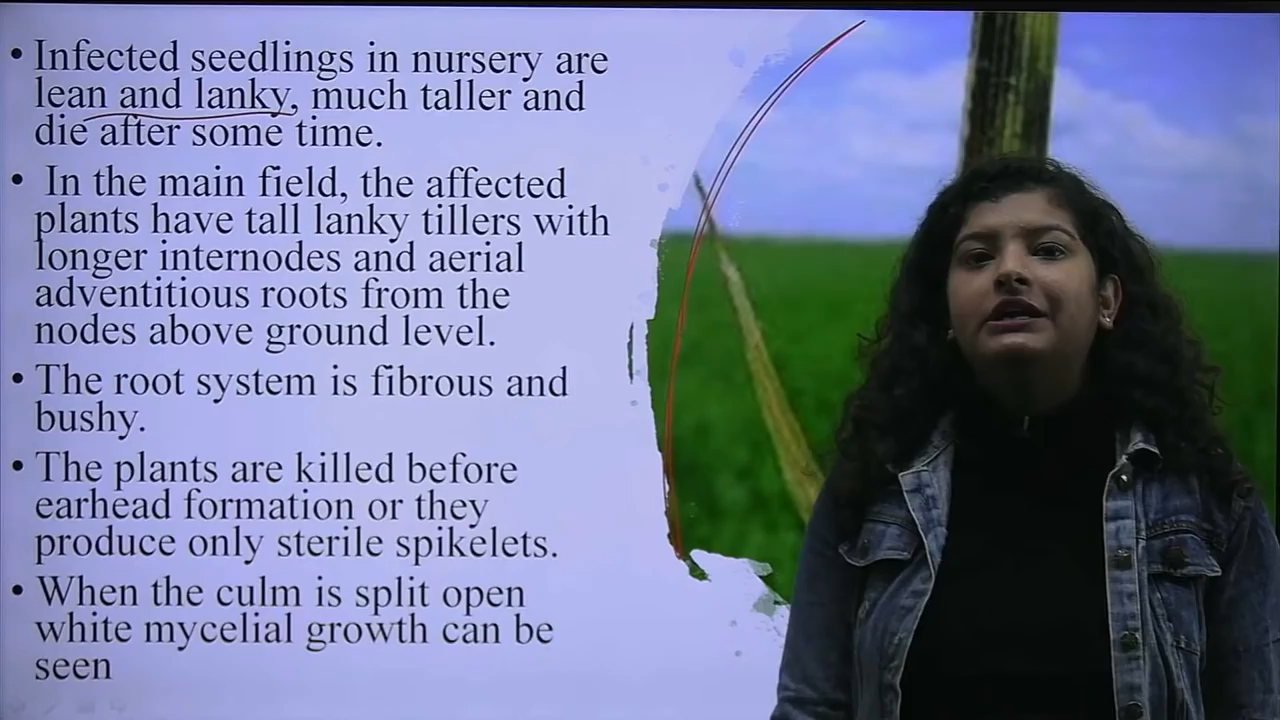 • Infected seedlings in nursery are
lean and lanky, much taller and
die after some time.
• In the main field, the affected
plants have tall lanky tillers with
longer internodes and aerial
adventitious roots from the
nodes above ground level.
• The root system is fibrous and
bushy.
• The plants are killed before
earhead formation or they
produce only sterile spikelets.
• When the culm is split open
white mycelial growth can be
seen